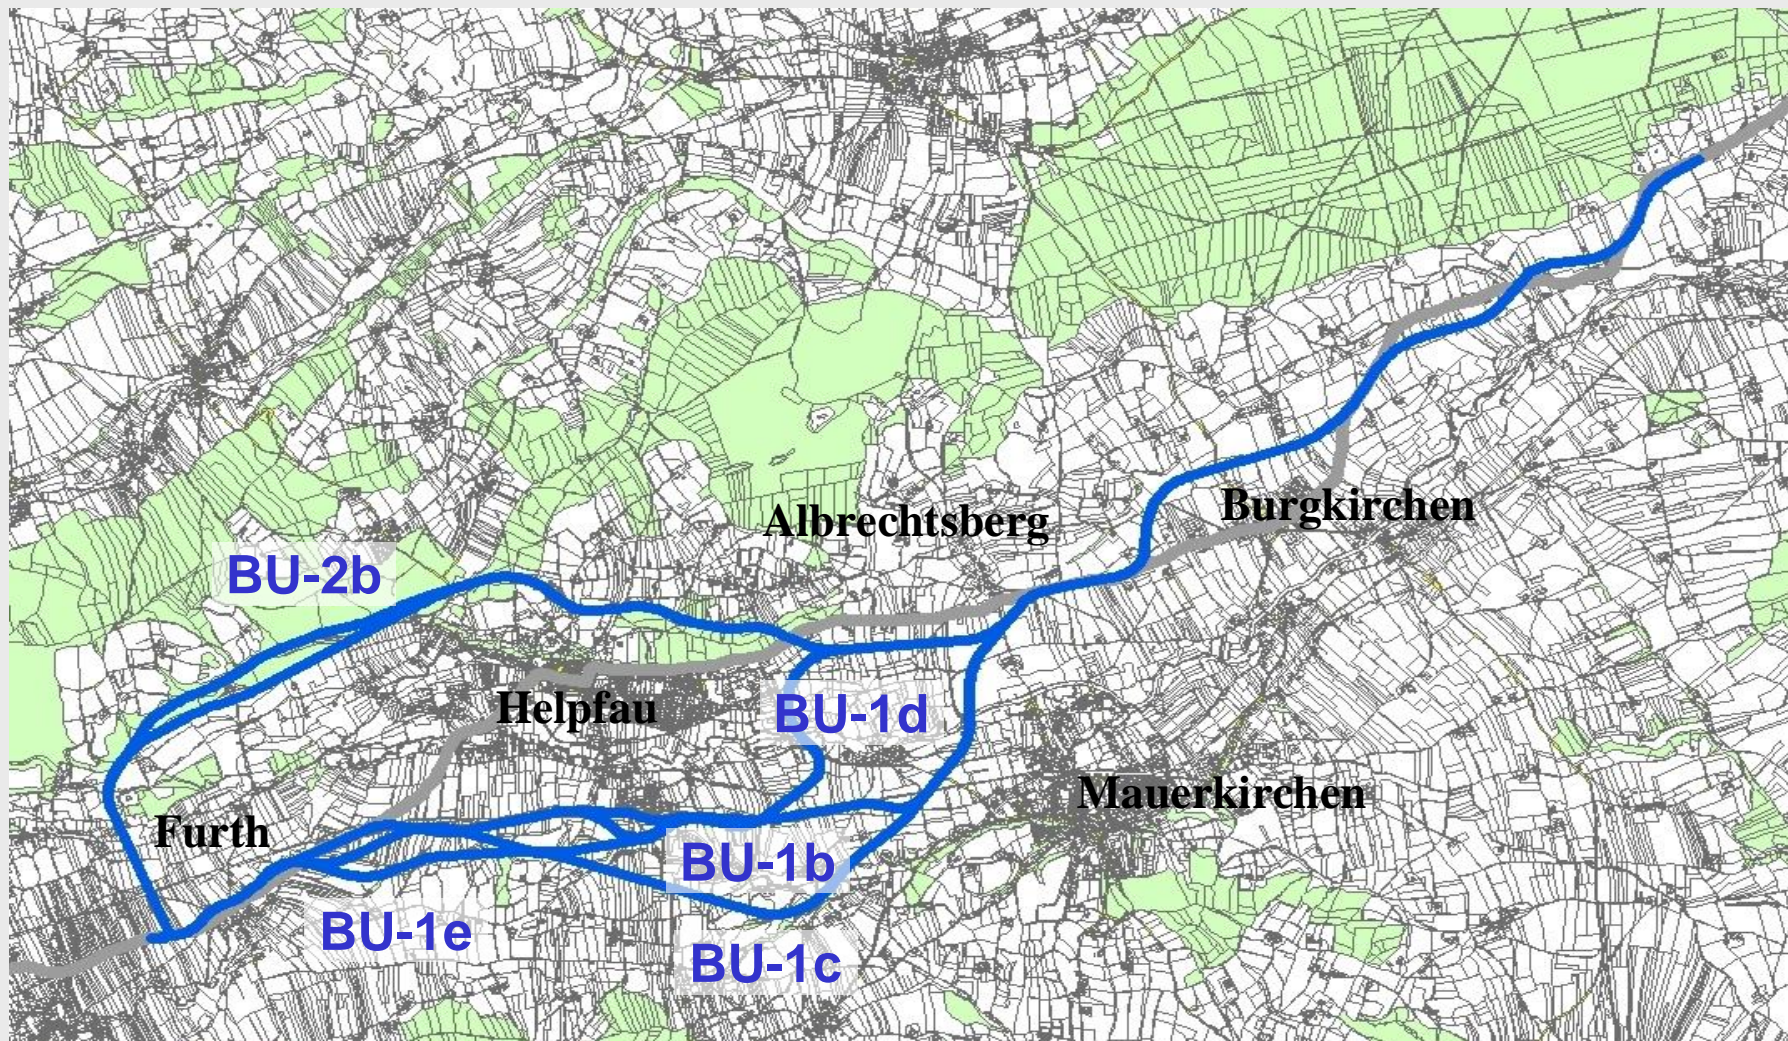 Albrechtsberg
Burgkirchen
BU-2b
Helpfau
BU-1d
Mauerkirchen
Furth
BU-1b
BU-1e
BU-1c